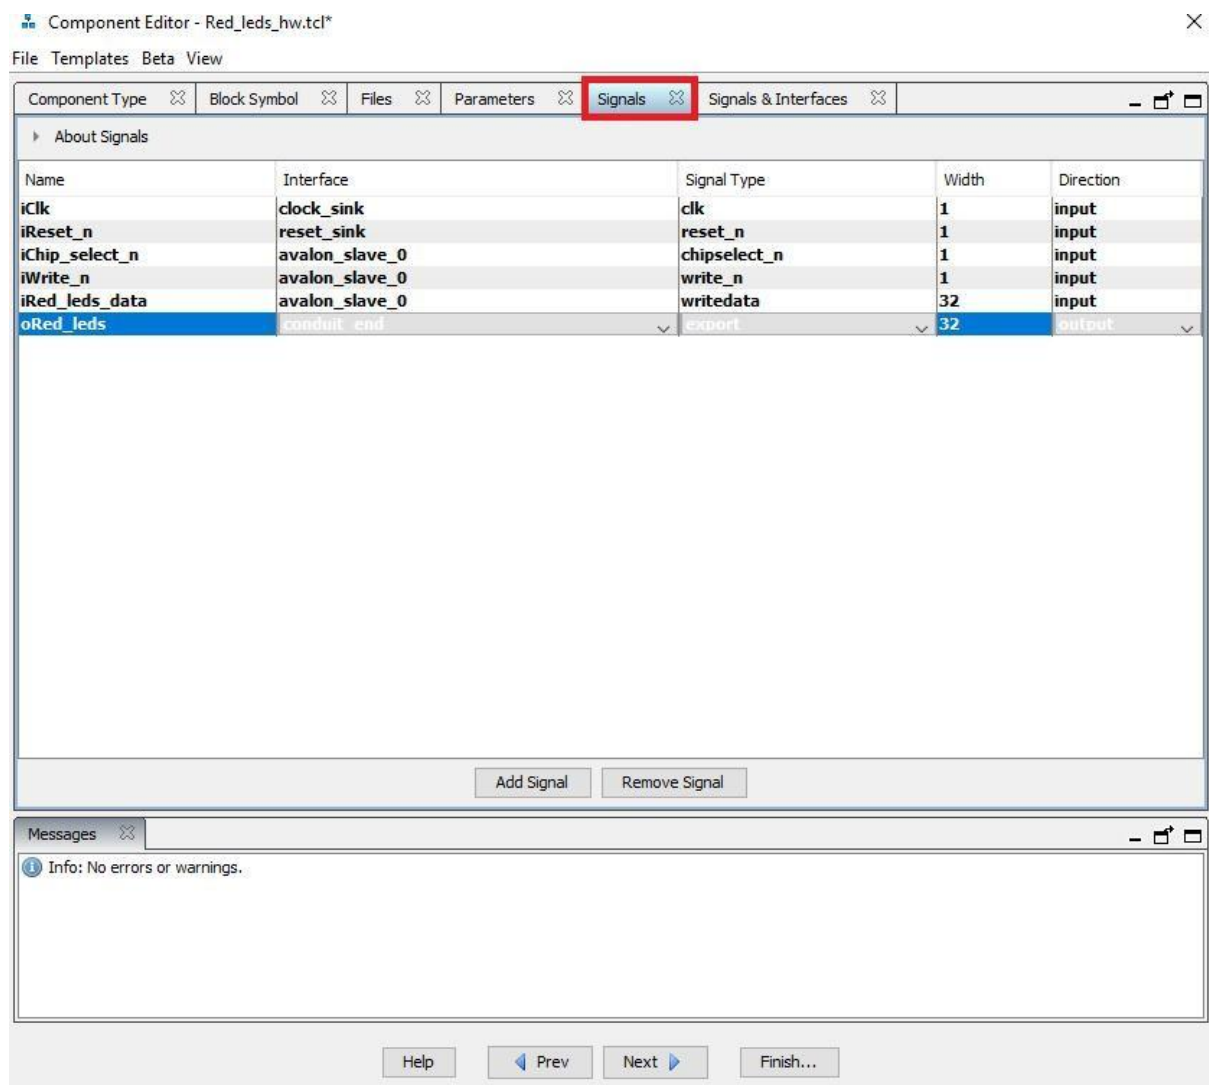 Component Editor - Red_leds_hw.tcl*
File Templates Beta View
Component Type Block Symbol Files Parameters Signals Signals & Interfaces
About Signals
Name Interface Signal Type Width Direction
iClk clock_sink clk 1 input
iReset_n reset_sink reset_n 1 input
iChip_select_n avalon_slave_0 chipselect_n 1 input
iWrite_n avalon_slave_0 write_n 1 input
iRed_leds_data avalon_slave_0 writedata 32 input
oRed_leds conduit_end export 32 output
Add Signal Remove Signal
Messages
Info: No errors or warnings.
Help Prev Next Finish...